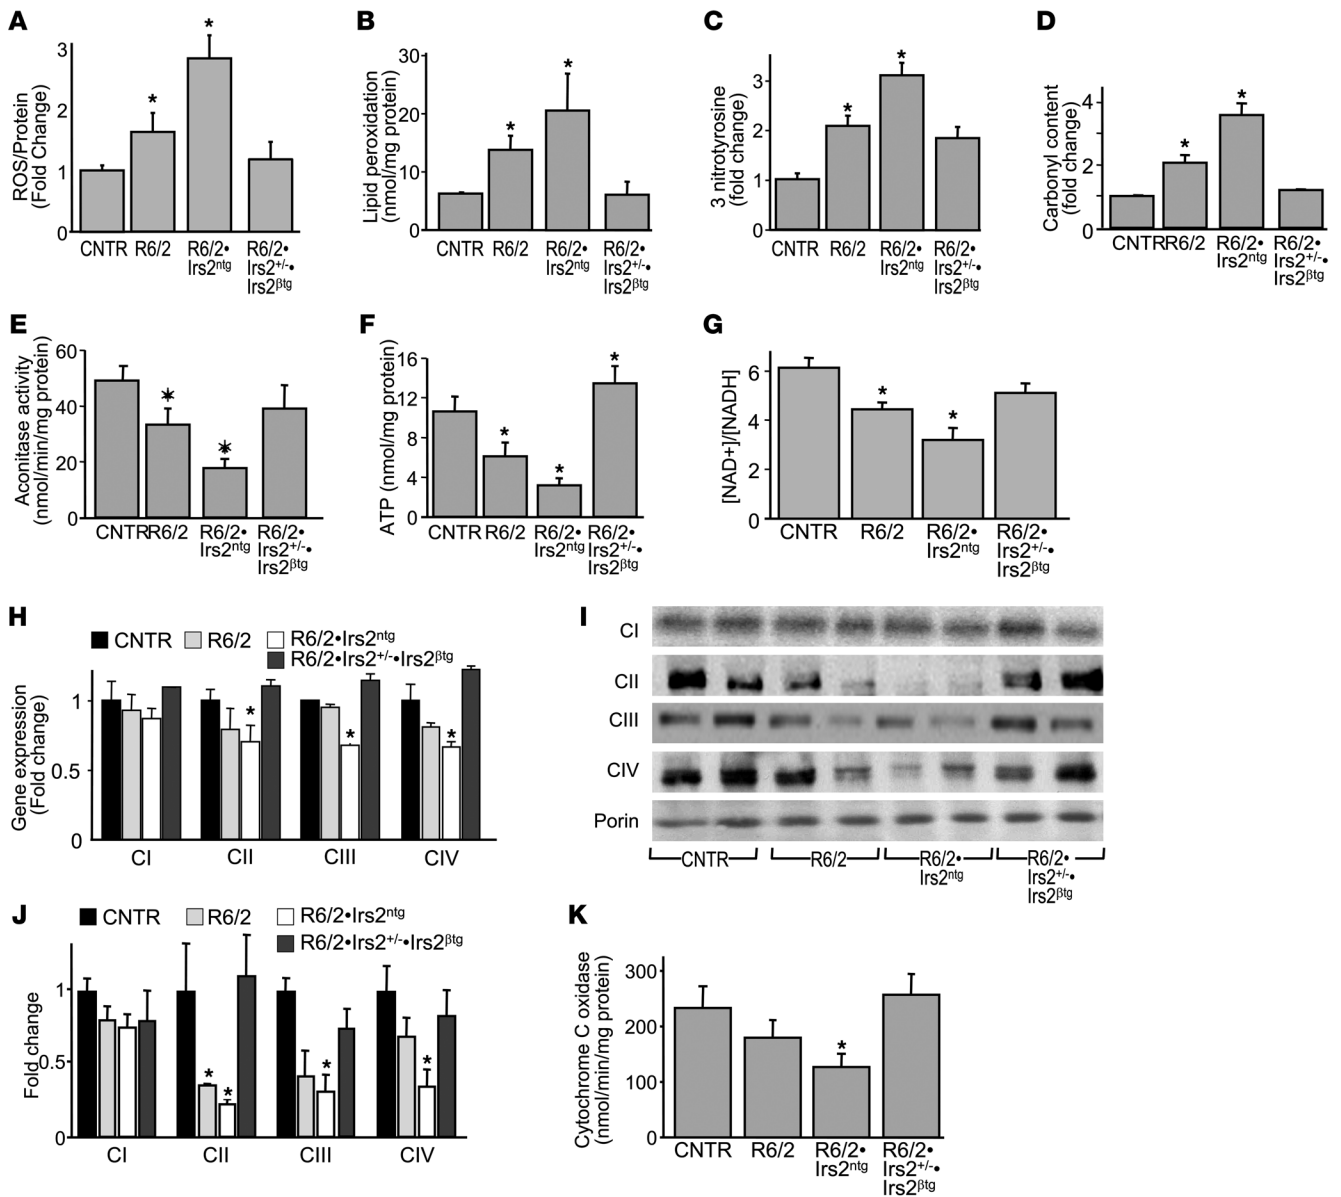 A
ROS/Protein
(Fold Change)
3
2
1
0
*
*
CNTR
R6/2
R6/2•
Irs2ntg
R6/2•
Irs2+/-•
Irs2βtg
B
Lipid peroxidation
(nmol/mg protein)
30
20
10
0
*
*
CNTR
R6/2
R6/2•
Irs2ntg
R6/2•
Irs2+/-•
Irs2βtg
C
3 nitrotyrosine
(fold change)
3
2
1
0
*
*
CNTR
R6/2
R6/2•
Irs2ntg
R6/2•
Irs2+/-•
Irs2βtg
D
Carbonyl content
(fold change)
4
2
0
*
*
CNTR
R6/2
R6/2•
Irs2ntg
R6/2•
Irs2+/-•
Irs2βtg
E
Aconitase activity
(nmol/min/mg protein)
60
40
20
0
*
*
CNTR
R6/2
R6/2•
Irs2ntg
R6/2•
Irs2+/-•
Irs2βtg
F
ATP (nmol/mg protein)
16
12
8
4
0
*
*
*
CNTR
R6/2
R6/2•
Irs2ntg
R6/2•
Irs2+/-•
Irs2βtg
G
[NAD+]/[NADH]
6
4
2
0
*
*
CNTR
R6/2
R6/2•
Irs2ntg
R6/2•
Irs2+/-•
Irs2βtg
H
CNTR
R6/2
R6/2•Irs2ntg
R6/2•Irs2+/-•Irs2βtg
Gene expression
(Fold change)
1
0.5
0
*
*
*
CI
CII
CIII
CIV
I
CI
CII
CIII
CIV
Porin
CNTR
R6/2
R6/2•
Irs2ntg
R6/2•
Irs2+/-•
Irs2βtg
J
CNTR
R6/2
R6/2•Irs2ntg
R6/2•Irs2+/-•Irs2βtg
Fold change
1
0.5
0
*
*
*
*
CI
CII
CIII
CIV
K
Cytochrome C oxidase
(nmol/min/mg protein)
300
200
100
0
*
CNTR
R6/2
R6/2•
Irs2ntg
R6/2•
Irs2+/-•
Irs2βtg